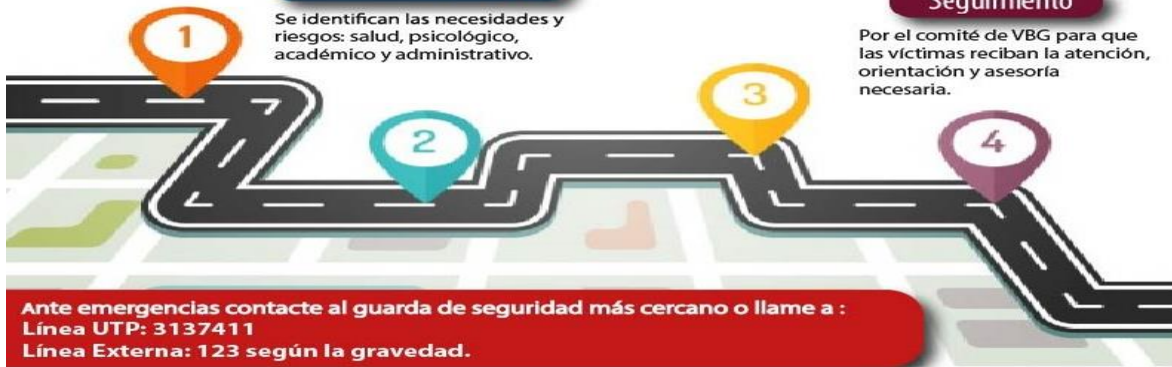 1
Se identifican las necesidades y
riesgos: salud, psicológico,
académico y administrativo.
2
3
Seguimiento
Por el comité de VBG para que
las víctimas reciban la atención,
orientación y asesoría
necesaria.
4
Ante emergencias contacte al guarda de seguridad más cercano o llame a :
Línea UTP: 3137411
Línea Externa: 123 según la gravedad.